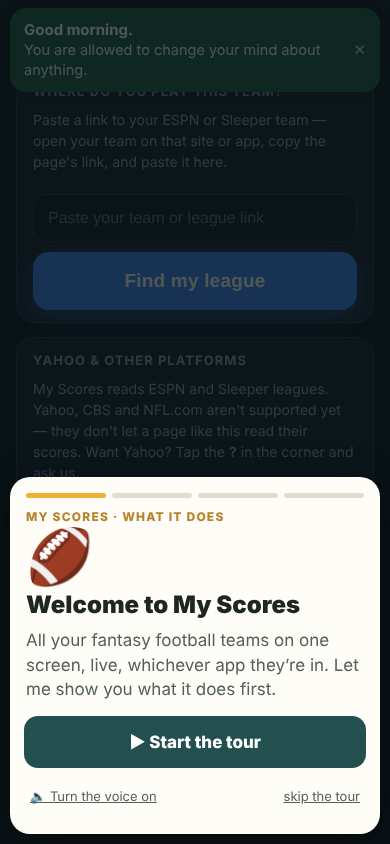 Good morning.
You are allowed to change your mind about
anything.
✕
WHERE DO YOU PLAY THIS TEAM?
Paste a link to your ESPN or Sleeper team —
open your team on that site or app, copy the
page's link, and paste it here.
Paste your team or league link
Find my league
YAHOO & OTHER PLATFORMS
My Scores reads ESPN and Sleeper leagues.
Yahoo, CBS and NFL.com aren't supported yet
— they don't let a page like this read their
scores. Want Yahoo? Tap the ? in the corner and
ask us.
MY SCORES · WHAT IT DOES
Welcome to My Scores
All your fantasy football teams on one
screen, live, whichever app they’re in. Let
me show you what it does first.
▶ Start the tour
🔈 Turn the voice on
skip the tour